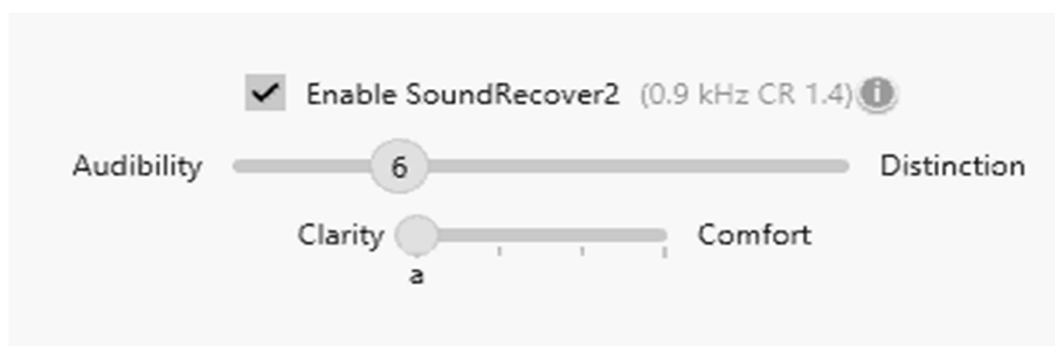 Enable SoundRecover2 (0.9 kHz CR 1.4) i
Audibility 6 Distinction
Clarity Comfort
a